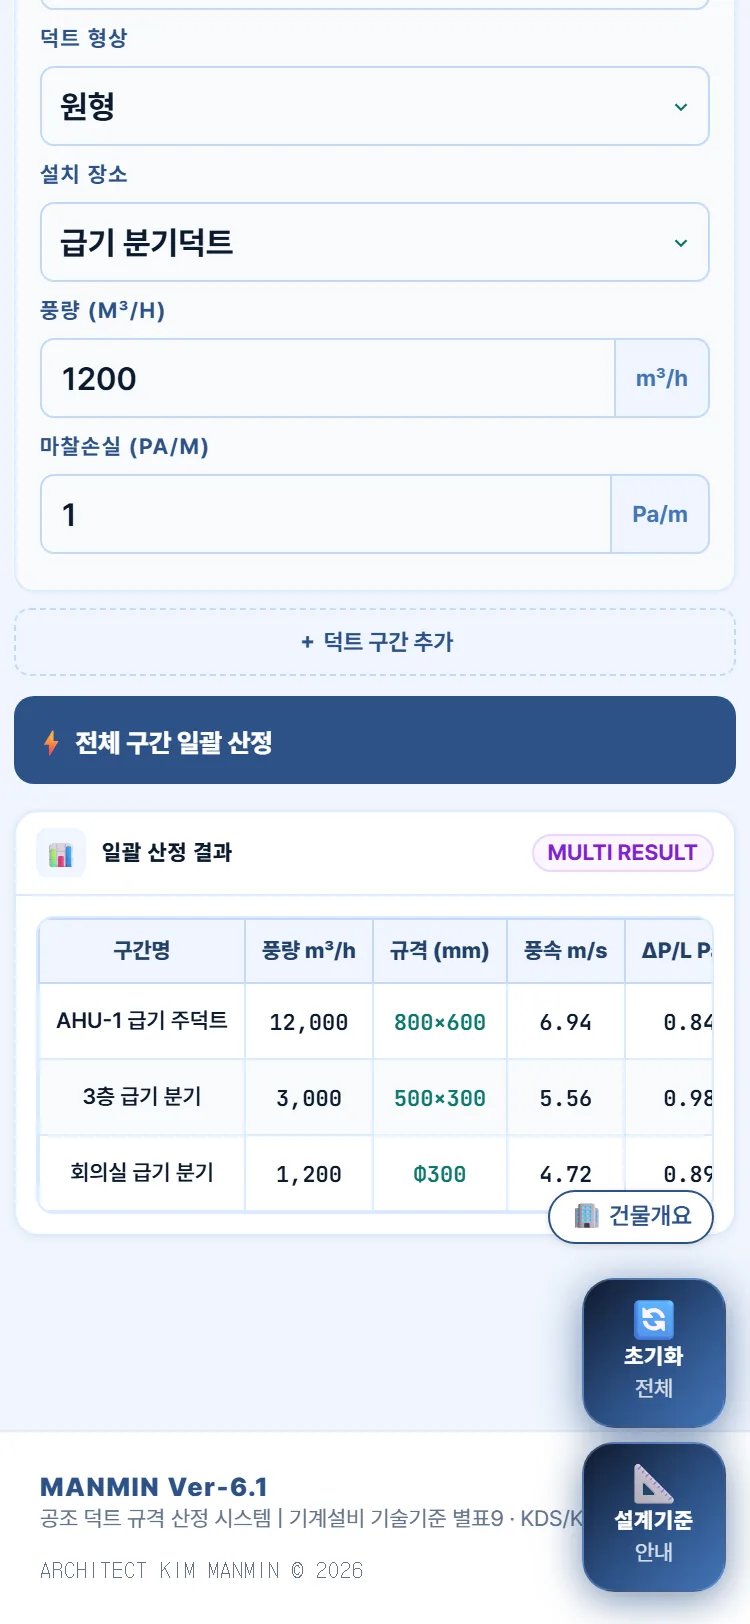 덕트 형상
원형
설치 장소
급기 분기덕트
풍량 (M³/H)
1200 m³/h
마찰손실 (PA/M)
1 Pa/m
+ 덕트 구간 추가
전체 구간 일괄 산정
일괄 산정 결과 MULTI RESULT
구간명 풍량 m³/h 규격 (mm) 풍속 m/s ΔP/L P
AHU-1 급기 주덕트 12,000 800×600 6.94 0.84
3층 급기 분기 3,000 500×300 5.56 0.98
회의실 급기 분기 1,200 Φ300 4.72 0.89
건물개요
초기화
전체
MANMIN Ver-6.1
공조 덕트 규격 산정 시스템 | 기계설비 기술기준 별표9 · KDS/K
설계기준
안내
ARCHITECT KIM MANMIN © 2026